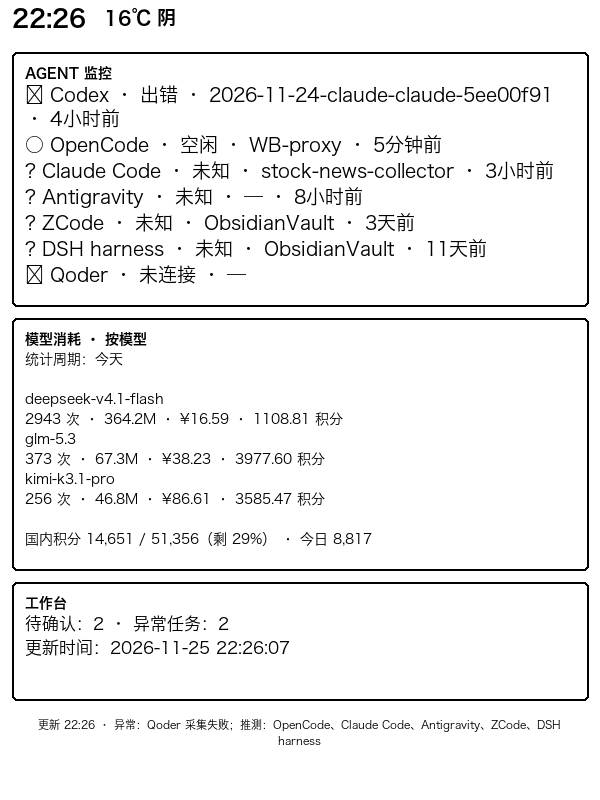 22:26 16℃ 阴
AGENT 监控
☒ Codex · 出错 · 2026-11-24-claude-claude-5ee00f91
· 4小时前
○ OpenCode · 空闲 · WB-proxy · 5分钟前
? Claude Code · 未知 · stock-news-collector · 3小时前
? Antigravity · 未知 · — · 8小时前
? ZCode · 未知 · ObsidianVault · 3天前
? DSH harness · 未知 · ObsidianVault · 11天前
☒ Qoder · 未连接 · —
模型消耗 · 按模型
统计周期：今天
deepseek-v4.1-flash
2943 次 · 364.2M · ¥16.59 · 1108.81 积分
glm-5.3
373 次 · 67.3M · ¥38.23 · 3977.60 积分
kimi-k3.1-pro
256 次 · 46.8M · ¥86.61 · 3585.47 积分
国内积分 14,651 / 51,356（剩 29%） · 今日 8,817
工作台
待确认：2 · 异常任务：2
更新时间：2026-11-25 22:26:07
更新 22:26 · 异常：Qoder 采集失败；推测：OpenCode、Claude Code、Antigravity、ZCode、DSH
harness